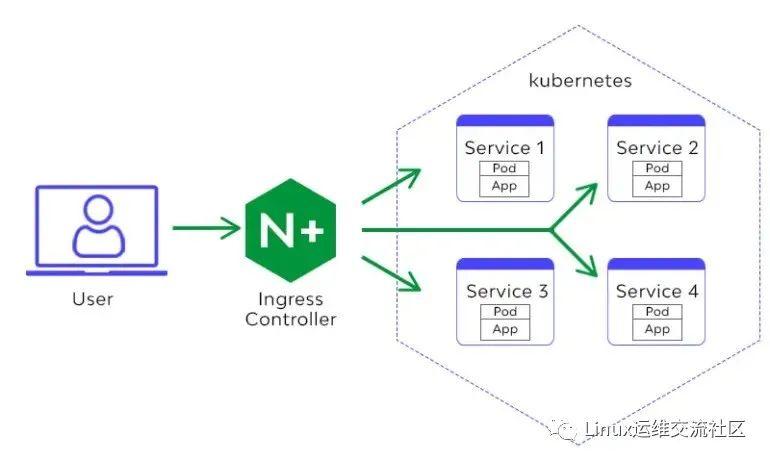 kubernetes
Service 1
Pod
App
Service 2
Pod
App
N+
User
Ingress
Controller
Service 3
Pod
App
Service 4
Pod
App
Linux运维交流社区